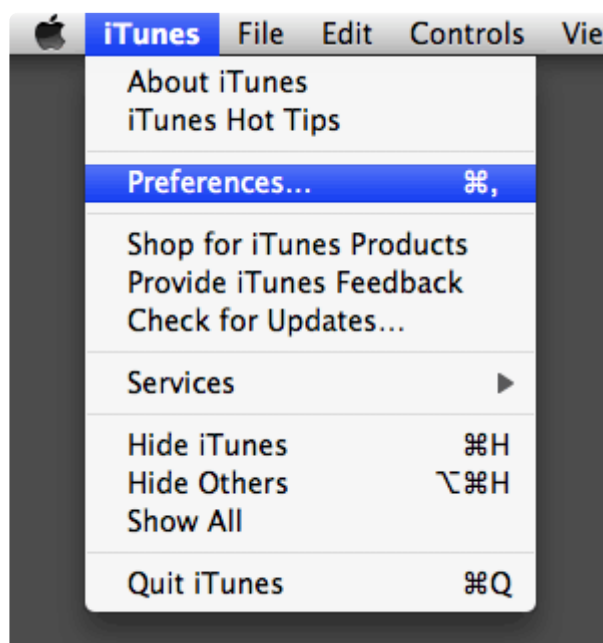 iTunes File Edit Controls Vie
About iTunes
iTunes Hot Tips
Preferences... ⌘,
Shop for iTunes Products
Provide iTunes Feedback
Check for Updates...
Services ▶
Hide iTunes ⌘H
Hide Others ⌥⌘H
Show All
Quit iTunes ⌘Q